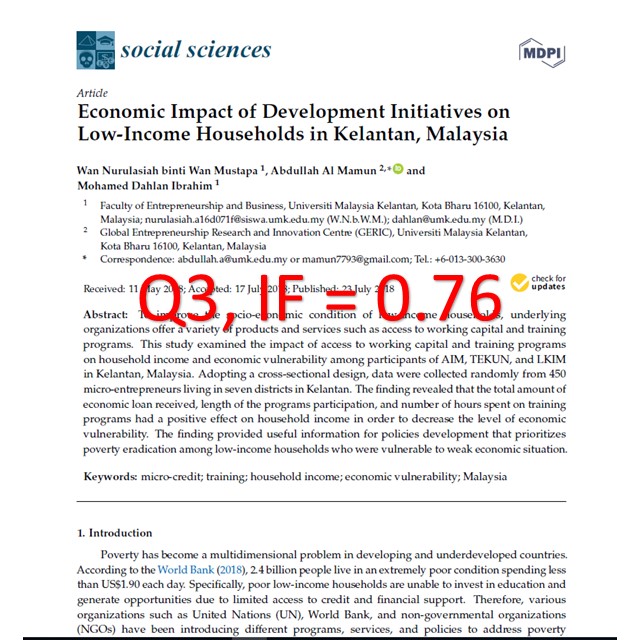 social sciences
MDPI
Article
Economic Impact of Development Initiatives on
Low-Income Households in Kelantan, Malaysia
Wan Nurulasiah binti Wan Mustapa 1, Abdullah Al Mamun 2,* and
Mohamed Dahlan Ibrahim 1
1 Faculty of Entrepreneurship and Business, Universiti Malaysia Kelantan, Kota Bharu 16100, Kelantan,
Malaysia; nurulasiah.a16d071f@siswa.umk.edu.my (W.N.b.W.M.); dahlan@umk.edu.my (M.D.I.)
2 Global Entrepreneurship Research and Innovation Centre (GERIC), Universiti Malaysia Kelantan,
Kota Bharu 16100, Kelantan, Malaysia
* Correspondence: abdullah.a@umk.edu.my or mamun7793@gmail.com; Tel.: +6-013-300-3630
check for
updates
Received: 11 May 2018; Accepted: 17 July 2018; Published: 23 July 2018
Q3, IF = 0.76
Abstract: To improve the socio-economic condition of low-income households, underlying
organizations offer a variety of products and services such as access to working capital and training
programs. This study examined the impact of access to working capital and training programs
on household income and economic vulnerability among participants of AIM, TEKUN, and LKIM
in Kelantan, Malaysia. Adopting a cross-sectional design, data were collected randomly from 450
micro-entrepreneurs living in seven districts in Kelantan. The finding revealed that the total amount of
economic loan received, length of the programs participation, and number of hours spent on training
programs had a positive effect on household income in order to decrease the level of economic
vulnerability. The finding provided useful information for policies development that prioritizes
poverty eradication among low-income households who were vulnerable to weak economic situation.
Keywords: micro-credit; training; household income; economic vulnerability; Malaysia
1. Introduction
Poverty has become a multidimensional problem in developing and underdeveloped countries.
According to the World Bank (2018), 2.4 billion people live in an extremely poor condition spending less
than US$1.90 each day. Specifically, poor low-income households are unable to invest in education and
generate opportunities due to limited access to credit and financial support. Therefore, various
organizations such as United Nations (UN), World Bank, and non-governmental organizations
(NGOs) have been introducing different programs, services, and policies to address poverty